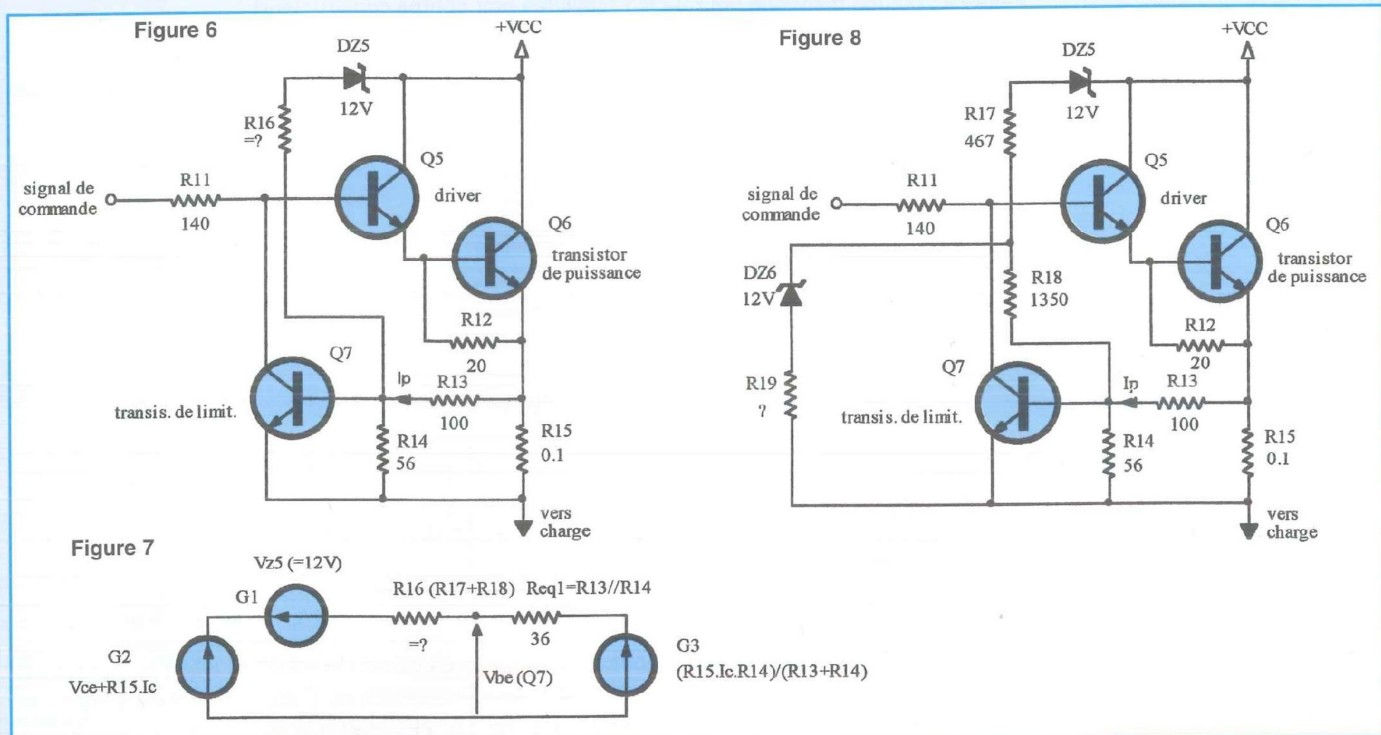 Figure 6
+VCC
DZ5
12V
R16
=?
Q5
driver
signal de
commande
R11
140
Q6
transistor
de puissance
R12
20
Q7
Ip
R13
100
transis. de limit.
R14
56
R15
0.1
vers
charge
Figure 8
+VCC
DZ5
12V
R17
467
Q5
driver
signal de
commande
R11
140
Q6
transistor
de puissance
DZ6
12V
R18
1350
R12
20
Q7
Ip
R13
100
R19
?
transis. de limit.
R14
56
R15
0.1
vers
charge
Figure 7
Vz5 (=12V)
G1
R16 (R17+R18)
=?
Req1=R13//R14
36
G2
Vce+R15.Ic
Vbe (Q7)
G3
(R15.Ic.R14)/(R13+R14)